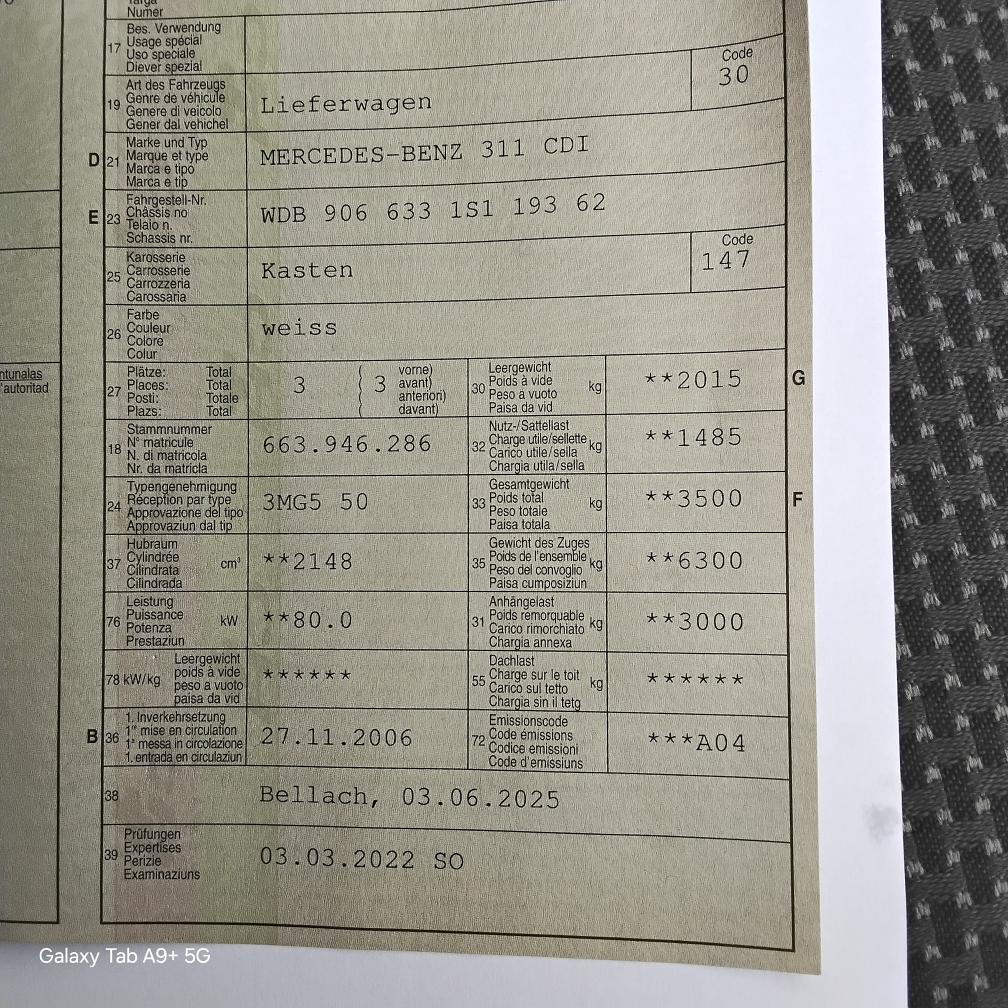 Targa
Numer
17 Bes. Verwendung
Usage spécial
Uso speciale
Diever spezial
19 Art des Fahrzeugs
Genre de véhicule
Genere di veicolo
Gener dal vehichel
Lieferwagen
Code
30
D 21 Marke und Typ
Marque et type
Marca e tipo
Marca e tip
MERCEDES-BENZ 311 CDI
E 23 Fahrgestell-Nr.
Châssis no
Telaio n.
Schassis nr.
WDB 906 633 1S1 193 62
25 Karosserie
Carrosserie
Carrozzeria
Carossaria
Kasten
Code
147
26 Farbe
Couleur
Colore
Colur
weiss
27 Plätze: Total
Places: Total
Posti: Totale
Plazs: Total
3 ( 3 vorne)
avant)
anteriori)
( davant)
30 Leergewicht
Poids à vide kg
Peso a vuoto
Paisa da vid
**2015 G
18 Stammnummer
N° matricule
N. di matricola
Nr. da matricla
663.946.286
32 Nutz-/Sattellast
Charge utile/sellette kg
Carico utile/sella
Chargia utila/sella
**1485
24 Typengenehmigung
Réception par type
Approvazione del tipo
Approvaziun dal tip
3MG5 50
33 Gesamtgewicht
Poids total kg
Peso totale
Paisa totala
**3500 F
37 Hubraum
Cylindrée cm³
Cilindrata
Cilindrada
**2148
35 Gewicht des Zuges
Poids de l'ensemble kg
Peso del convoglio
Paisa cumposiziun
**6300
76 Leistung
Puissance kW
Potenza
Prestaziun
**80.0
31 Anhängelast
Poids remorquable kg
Carico rimorchiato
Chargia annexa
**3000
78 kW/kg Leergewicht
poids à vide
peso a vuoto
paisa da vid
******
55 Dachlast
Charge sur le toit kg
Carico sul tetto
Chargia sin il tetg
******
B 36 1. Inverkehrsetzung
1re mise en circulation
1a messa in circolazione
1. entrada en circulaziun
27.11.2006
72 Emissionscode
Code émissions
Codice emissioni
Code d'emissiuns
***A04
38 Bellach, 03.06.2025
39 Prüfungen
Expertises
Perizie
Examinaziuns
03.03.2022 SO
ntunalas
'autoritad
Galaxy Tab A9+ 5G